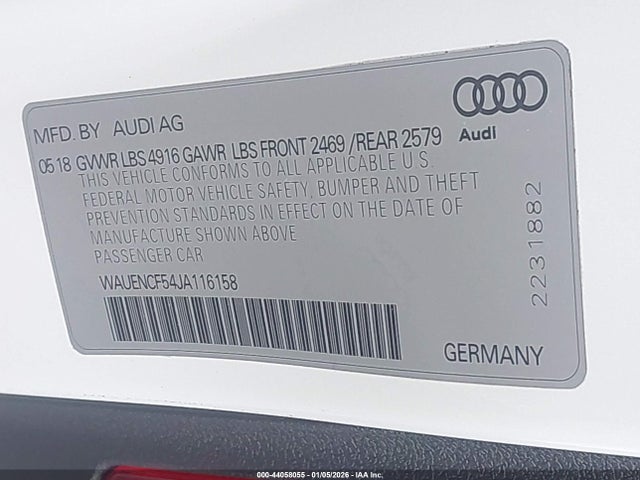 MFD. BY AUDI AG
Audi
05 18 GVWR LBS 4916 GAWR LBS FRONT 2469 /REAR 2579
THIS VEHICLE CONFORMS TO ALL APPLICABLE U.S.
FEDERAL MOTOR VEHICLE SAFETY, BUMPER AND THEFT
PREVENTION STANDARDS IN EFFECT ON THE DATE OF
MANUFACTURE SHOWN ABOVE
PASSENGER CAR
WAUENCF54JA116158
2231882
GERMANY
000-44058055 - 01/05/2026 - IAA Inc.